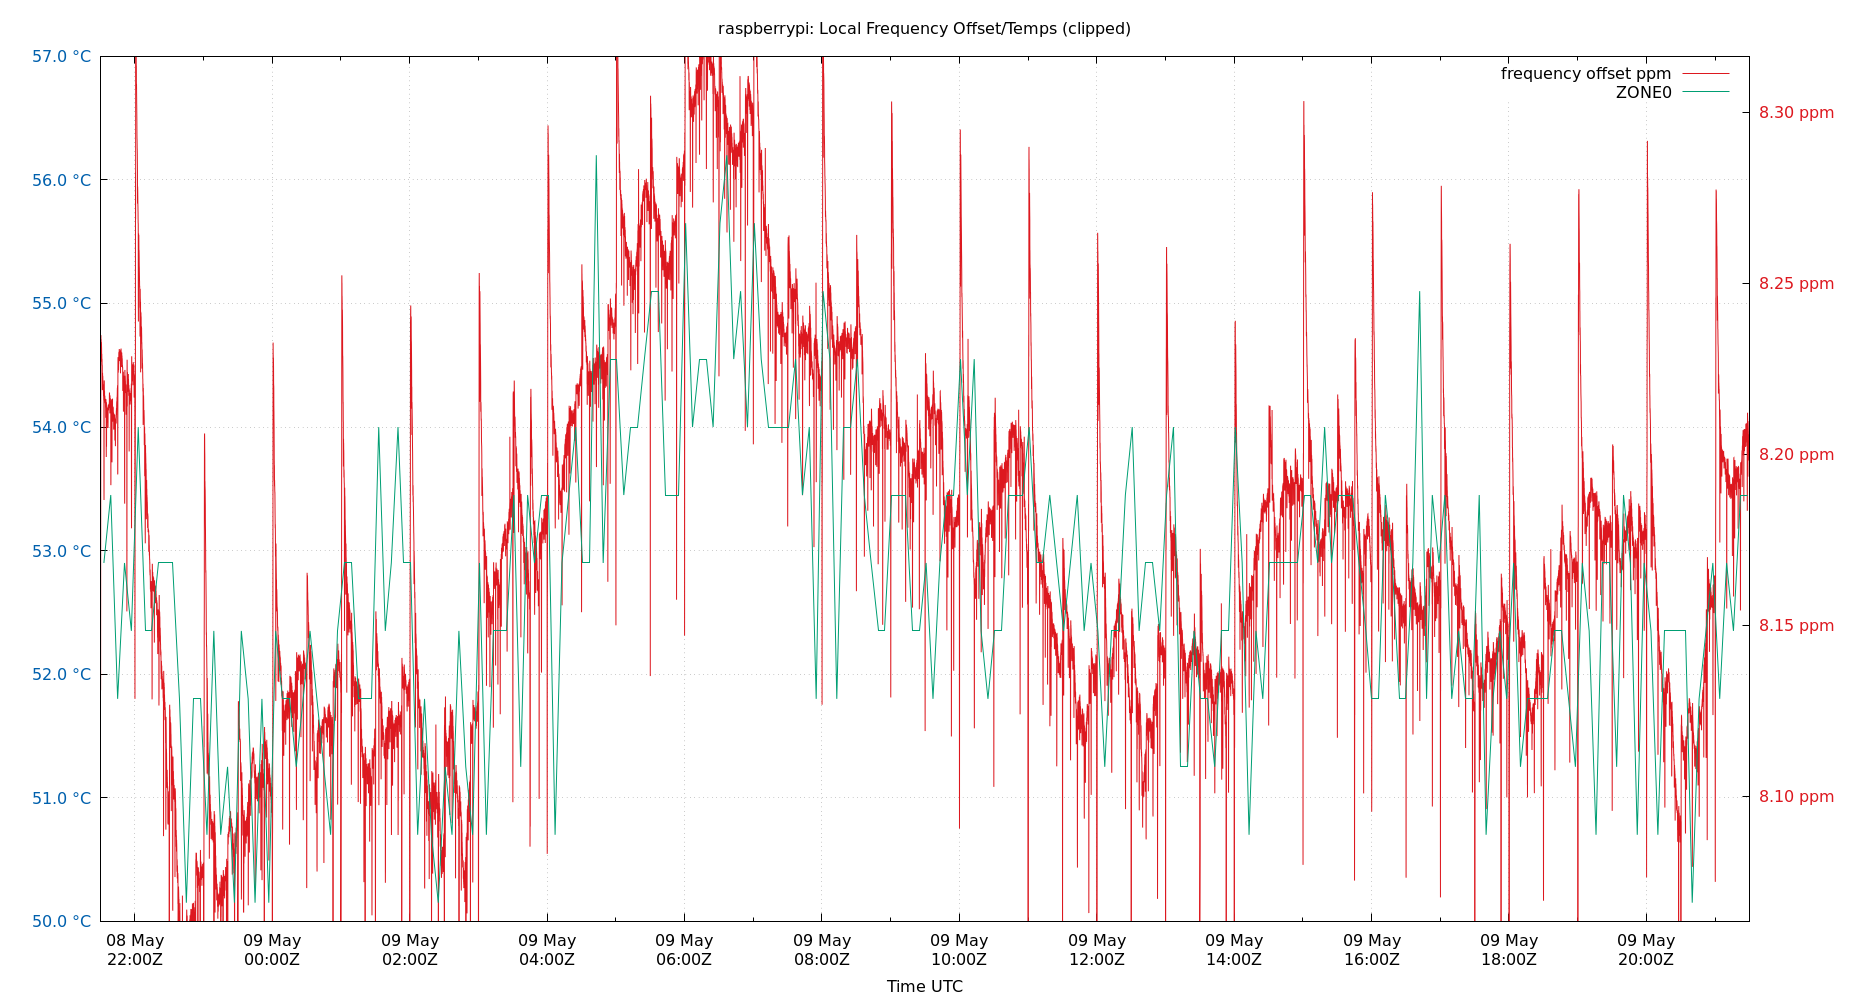 raspberrypi: Local Frequency Offset/Temps (clipped)
frequency offset ppm
ZONE0
57.0 °C
56.0 °C
55.0 °C
54.0 °C
53.0 °C
52.0 °C
51.0 °C
50.0 °C
8.30 ppm
8.25 ppm
8.20 ppm
8.15 ppm
8.10 ppm
08 May 09 May 09 May 09 May 09 May 09 May 09 May 09 May 09 May 09 May 09 May 09 May
22:00Z 00:00Z 02:00Z 04:00Z 06:00Z 08:00Z 10:00Z 12:00Z 14:00Z 16:00Z 18:00Z 20:00Z
Time UTC